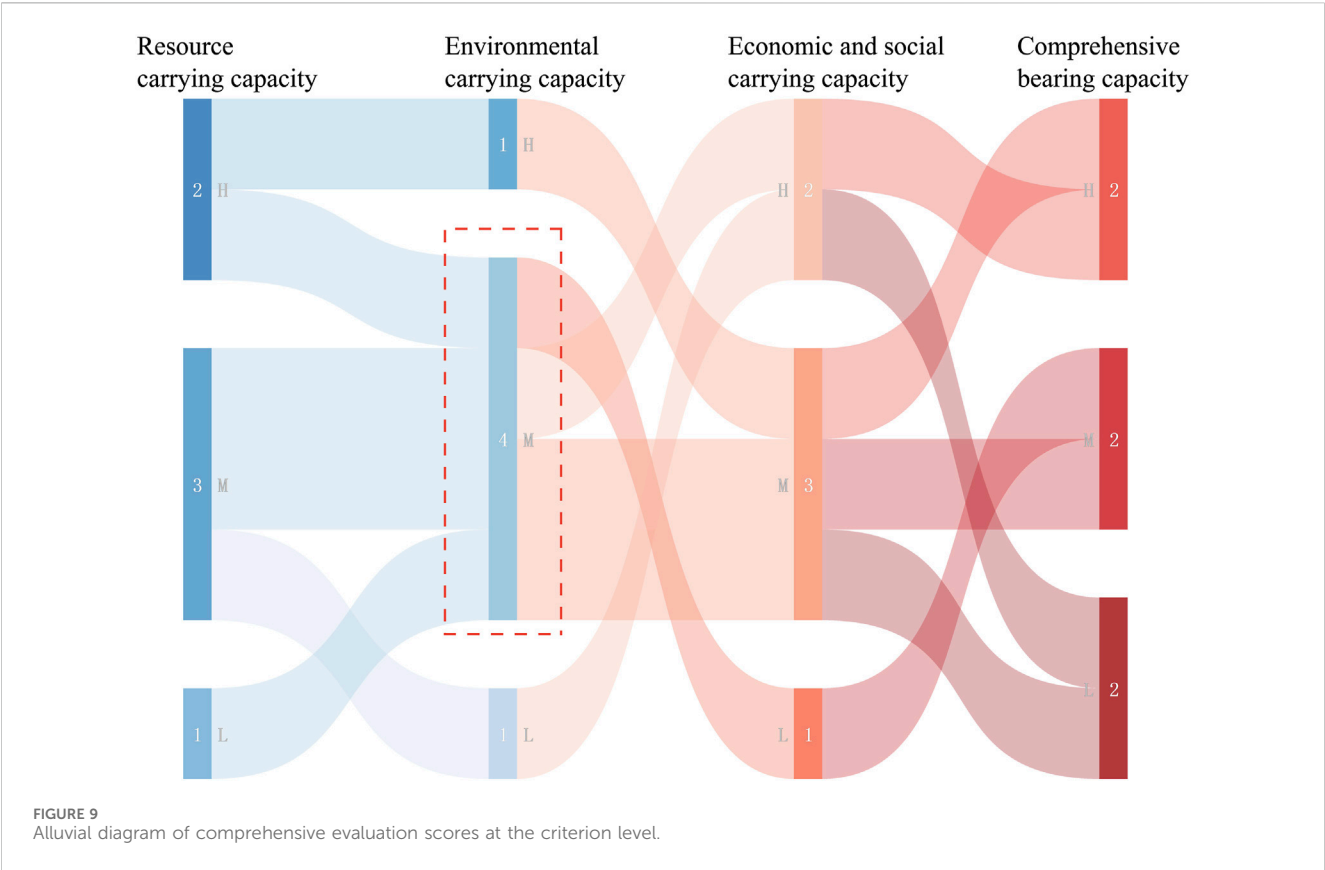 Resource
carrying capacity
Environmental
carrying capacity
Economic and social
carrying capacity
Comprehensive
bearing capacity
2 H
3 M
1 L
1 H
4 M
1 L
H 2
M 3
L 1
H 2
M 2
L 2
FIGURE 9
Alluvial diagram of comprehensive evaluation scores at the criterion level.